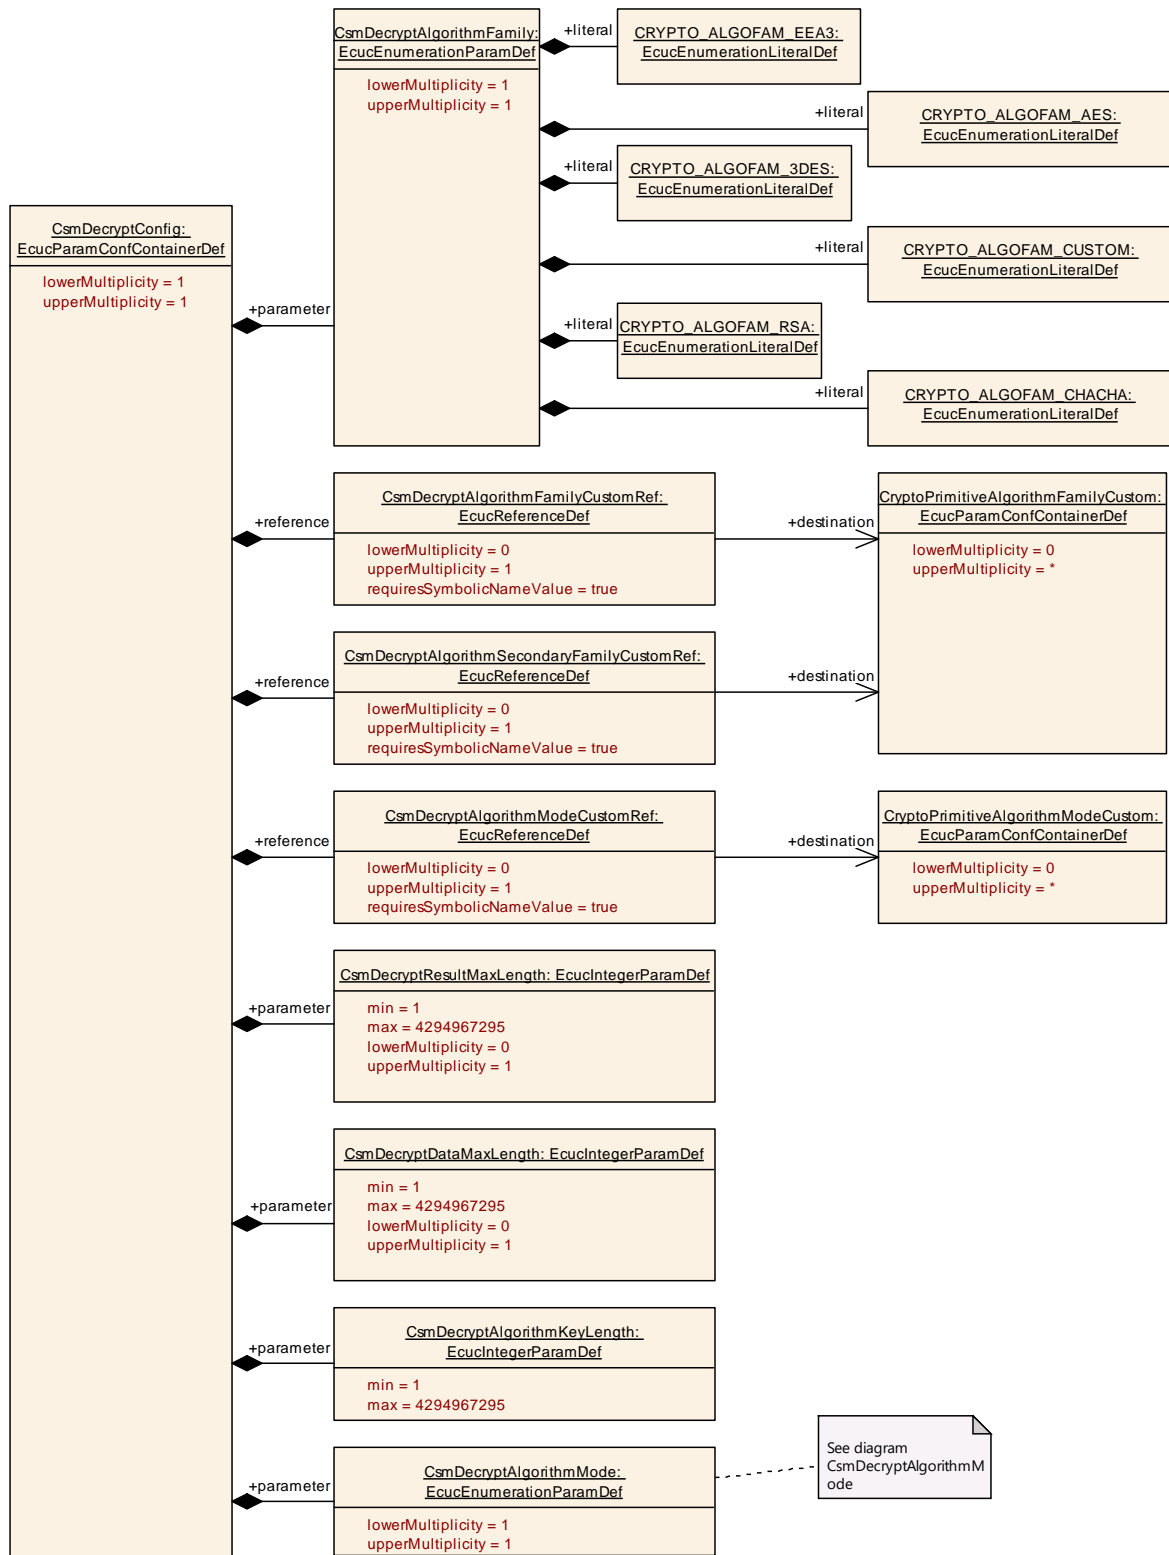 CsmDecryptAlgorithmFamily:
EcucEnumerationParamDef
lowerMultiplicity = 1
upperMultiplicity = 1
+literal
CRYPTO_ALGOFAM_EEA3:
EcucEnumerationLiteralDef
+literal
CRYPTO_ALGOFAM_AES:
EcucEnumerationLiteralDef
+literal
CRYPTO_ALGOFAM_3DES:
EcucEnumerationLiteralDef
CsmDecryptConfig:
EcucParamConfContainerDef
lowerMultiplicity = 1
upperMultiplicity = 1
+literal
CRYPTO_ALGOFAM_CUSTOM:
EcucEnumerationLiteralDef
+parameter
+literal
CRYPTO_ALGOFAM_RSA:
EcucEnumerationLiteralDef
+literal
CRYPTO_ALGOFAM_CHACHA:
EcucEnumerationLiteralDef
+reference
CsmDecryptAlgorithmFamilyCustomRef:
EcucReferenceDef
lowerMultiplicity = 0
upperMultiplicity = 1
requiresSymbolicNameValue = true
+destination
CryptoPrimitiveAlgorithmFamilyCustom:
EcucParamConfContainerDef
lowerMultiplicity = 0
upperMultiplicity = *
+reference
CsmDecryptAlgorithmSecondaryFamilyCustomRef:
EcucReferenceDef
lowerMultiplicity = 0
upperMultiplicity = 1
requiresSymbolicNameValue = true
+destination
+reference
CsmDecryptAlgorithmModeCustomRef:
EcucReferenceDef
lowerMultiplicity = 0
upperMultiplicity = 1
requiresSymbolicNameValue = true
+destination
CryptoPrimitiveAlgorithmModeCustom:
EcucParamConfContainerDef
lowerMultiplicity = 0
upperMultiplicity = *
+parameter
CsmDecryptResultMaxLength: EcucIntegerParamDef
min = 1
max = 4294967295
lowerMultiplicity = 0
upperMultiplicity = 1
+parameter
CsmDecryptDataMaxLength: EcucIntegerParamDef
min = 1
max = 4294967295
lowerMultiplicity = 0
upperMultiplicity = 1
+parameter
CsmDecryptAlgorithmKeyLength:
EcucIntegerParamDef
min = 1
max = 4294967295
+parameter
CsmDecryptAlgorithmMode:
EcucEnumerationParamDef
lowerMultiplicity = 1
upperMultiplicity = 1
See diagram
CsmDecryptAlgorithmM
ode